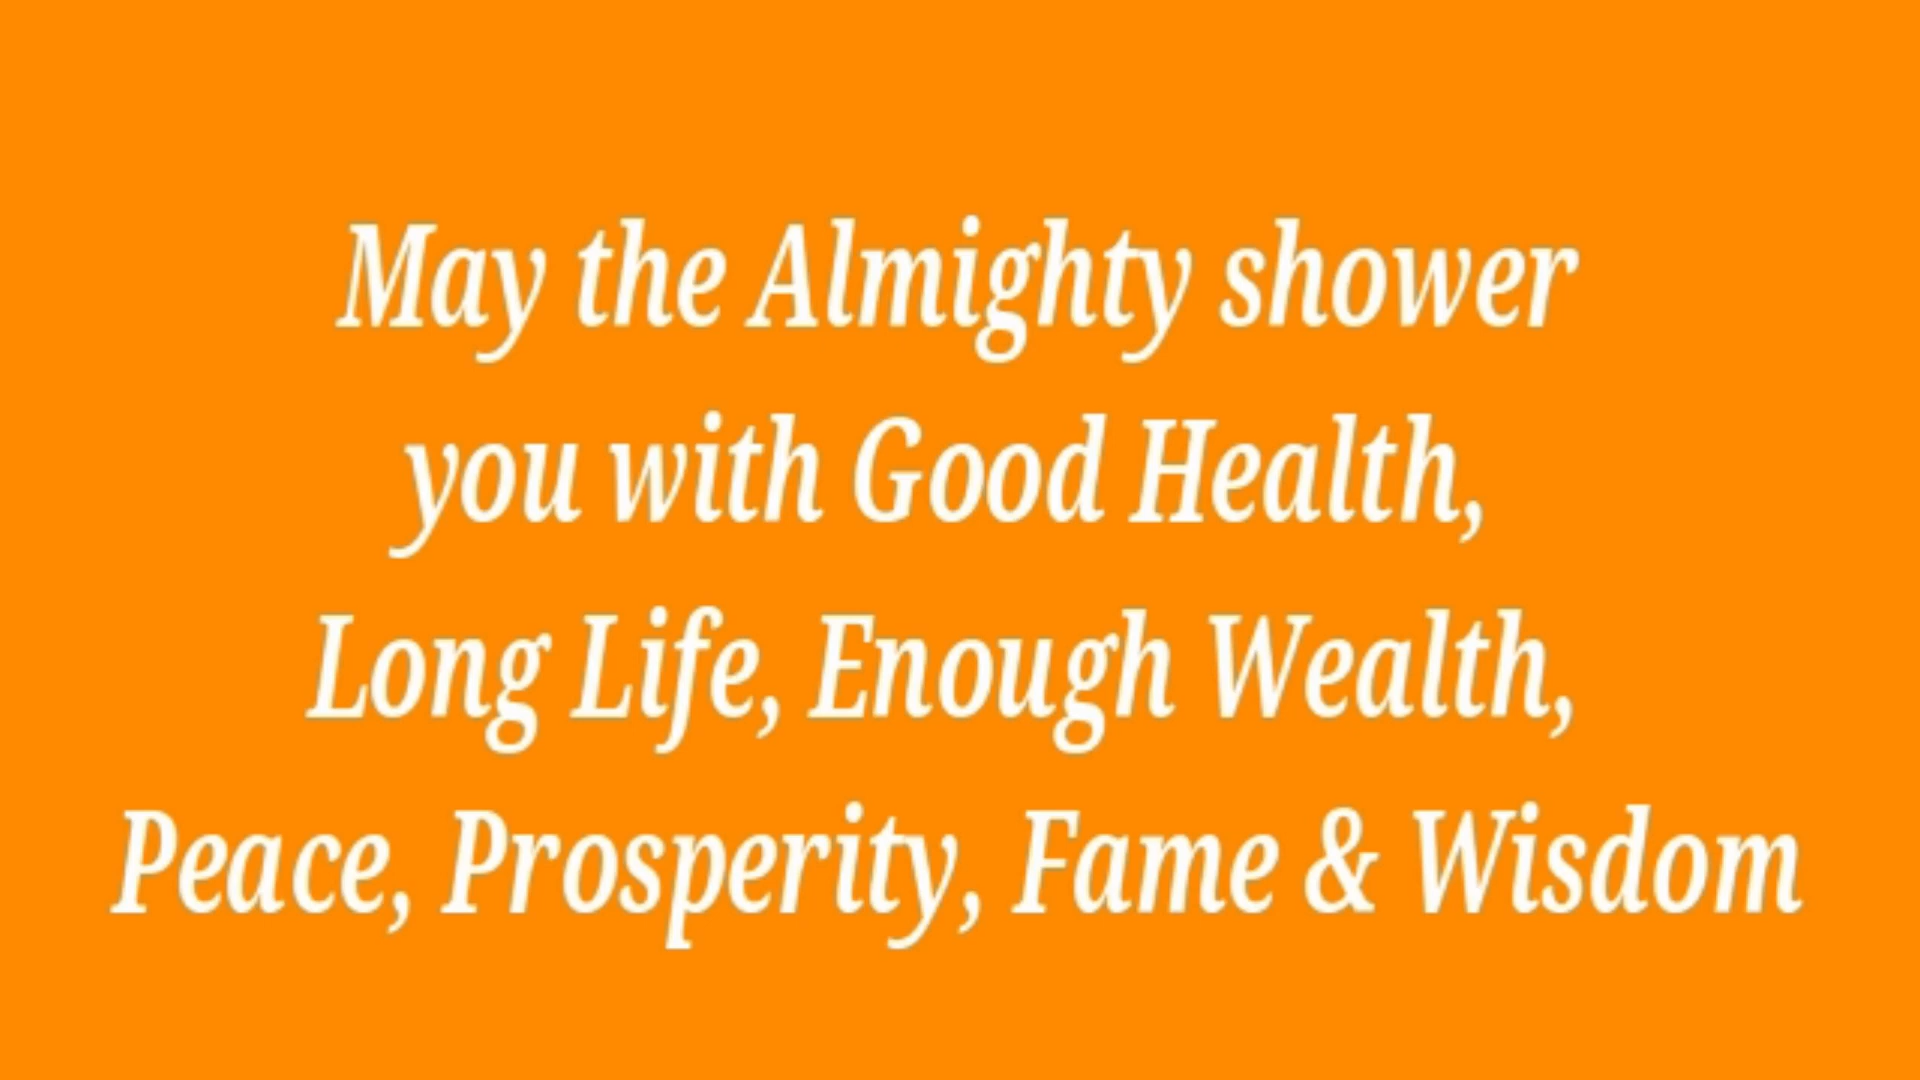 May the Almighty shower
you with Good Health,
Long Life, Enough Wealth,
Peace, Prosperity, Fame & Wisdom